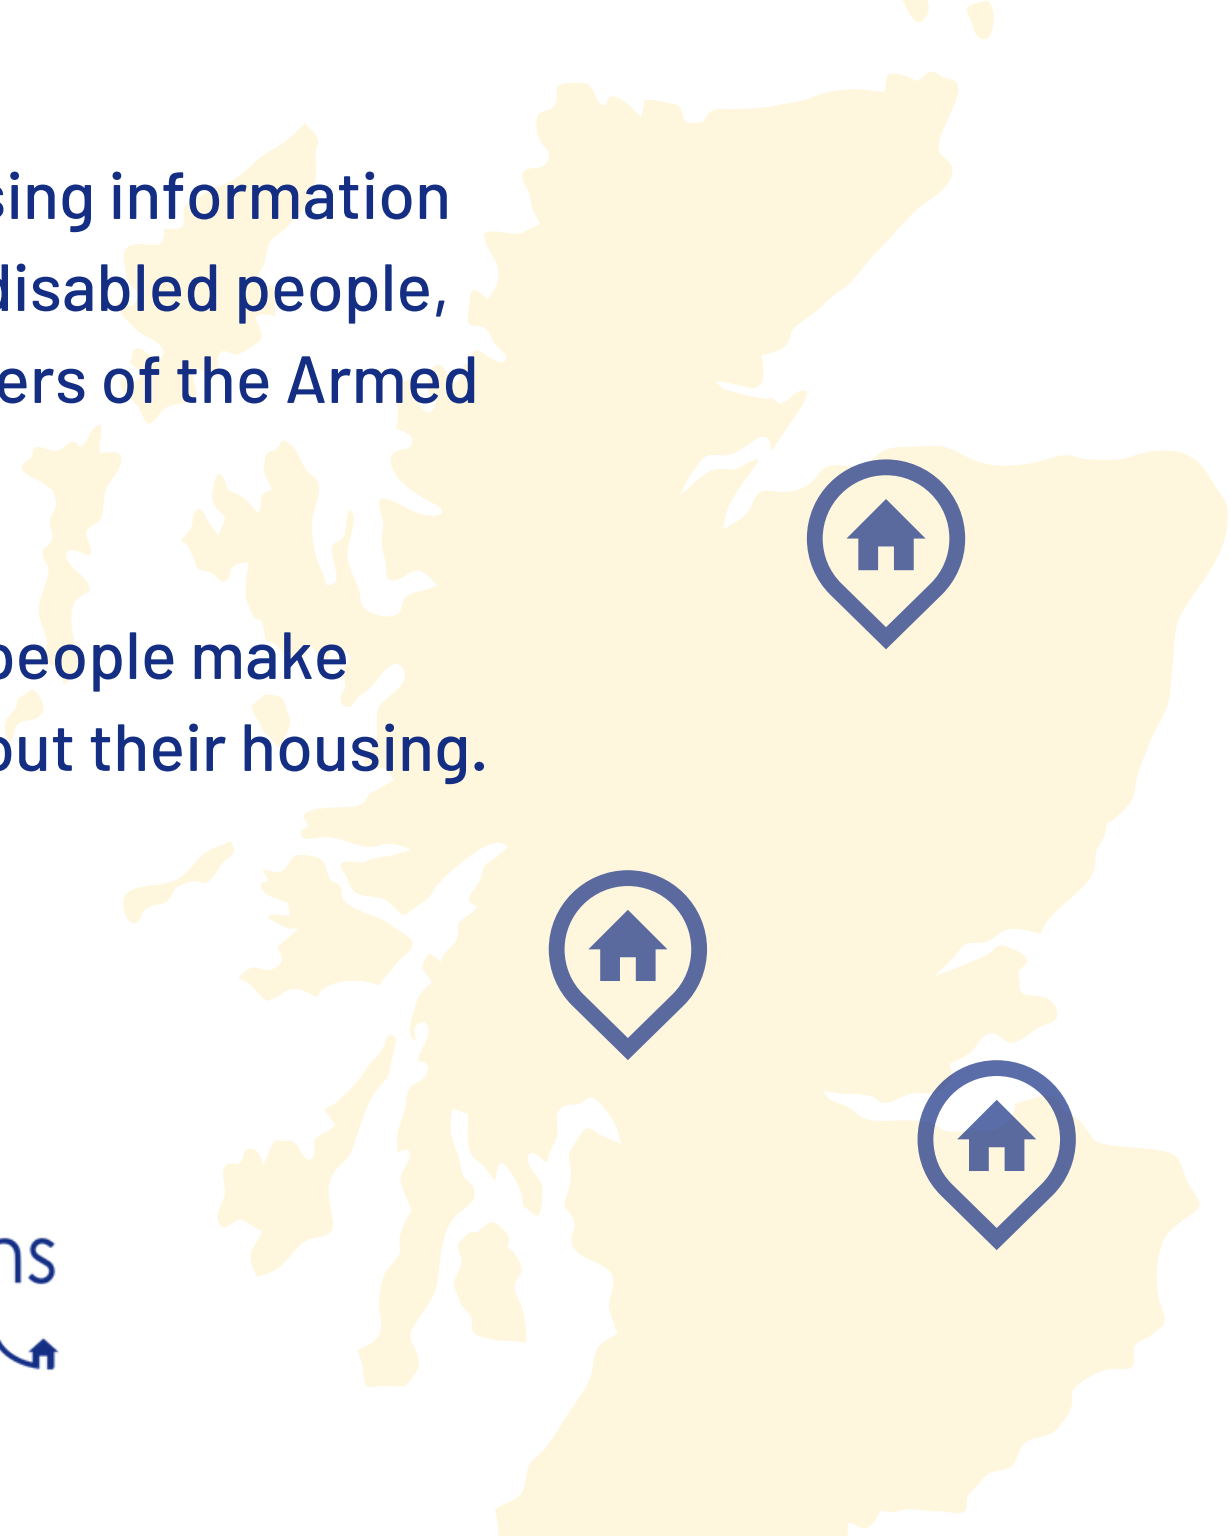 sing information
disabled people,
ers of the Armed
people make
out their housing.
ns